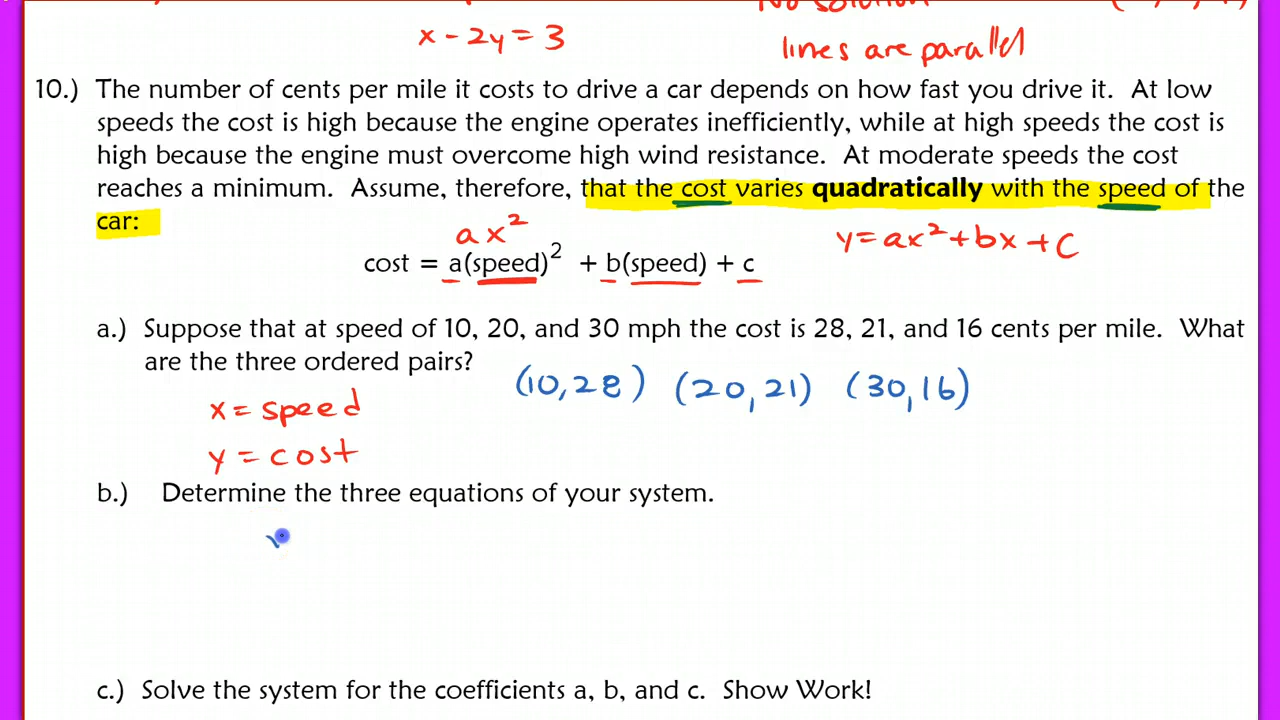 x - 2y = 3
lines are parallel
10.) The number of cents per mile it costs to drive a car depends on how fast you drive it. At low
speeds the cost is high because the engine operates inefficiently, while at high speeds the cost is
high because the engine must overcome high wind resistance. At moderate speeds the cost
reaches a minimum. Assume, therefore, that the cost varies quadratically with the speed of the
car:
ax²
y = ax² + bx + c
cost = a(speed)² + b(speed) + c
a.) Suppose that at speed of 10, 20, and 30 mph the cost is 28, 21, and 16 cents per mile. What
are the three ordered pairs?
(10,28) (20,21) (30,16)
x = speed
y = cost
b.) Determine the three equations of your system.
c.) Solve the system for the coefficients a, b, and c. Show Work!